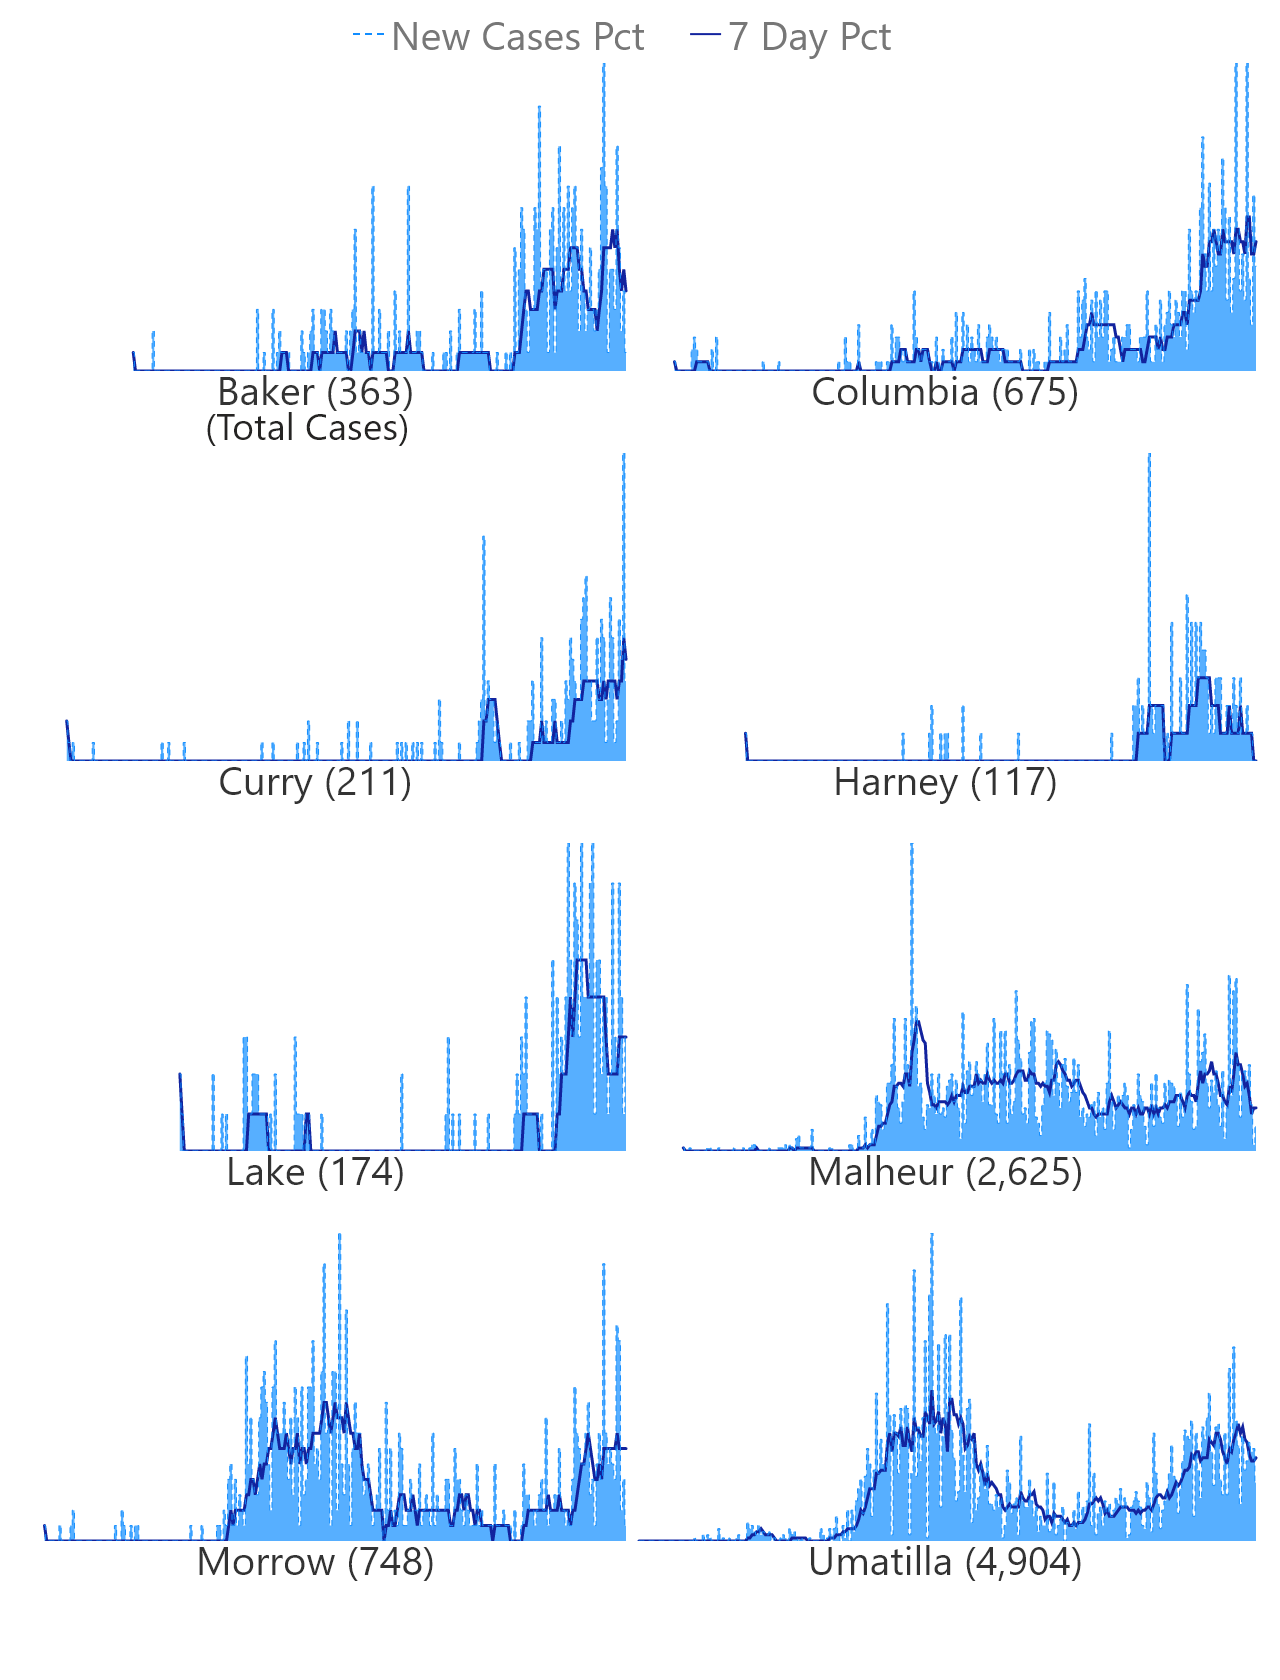 New Cases Pct 7 Day Pct
Baker (363) Columbia (675)
(Total Cases)
Curry (211) Harney (117)
Lake (174) Malheur (2,625)
Morrow (748) Umatilla (4,904)